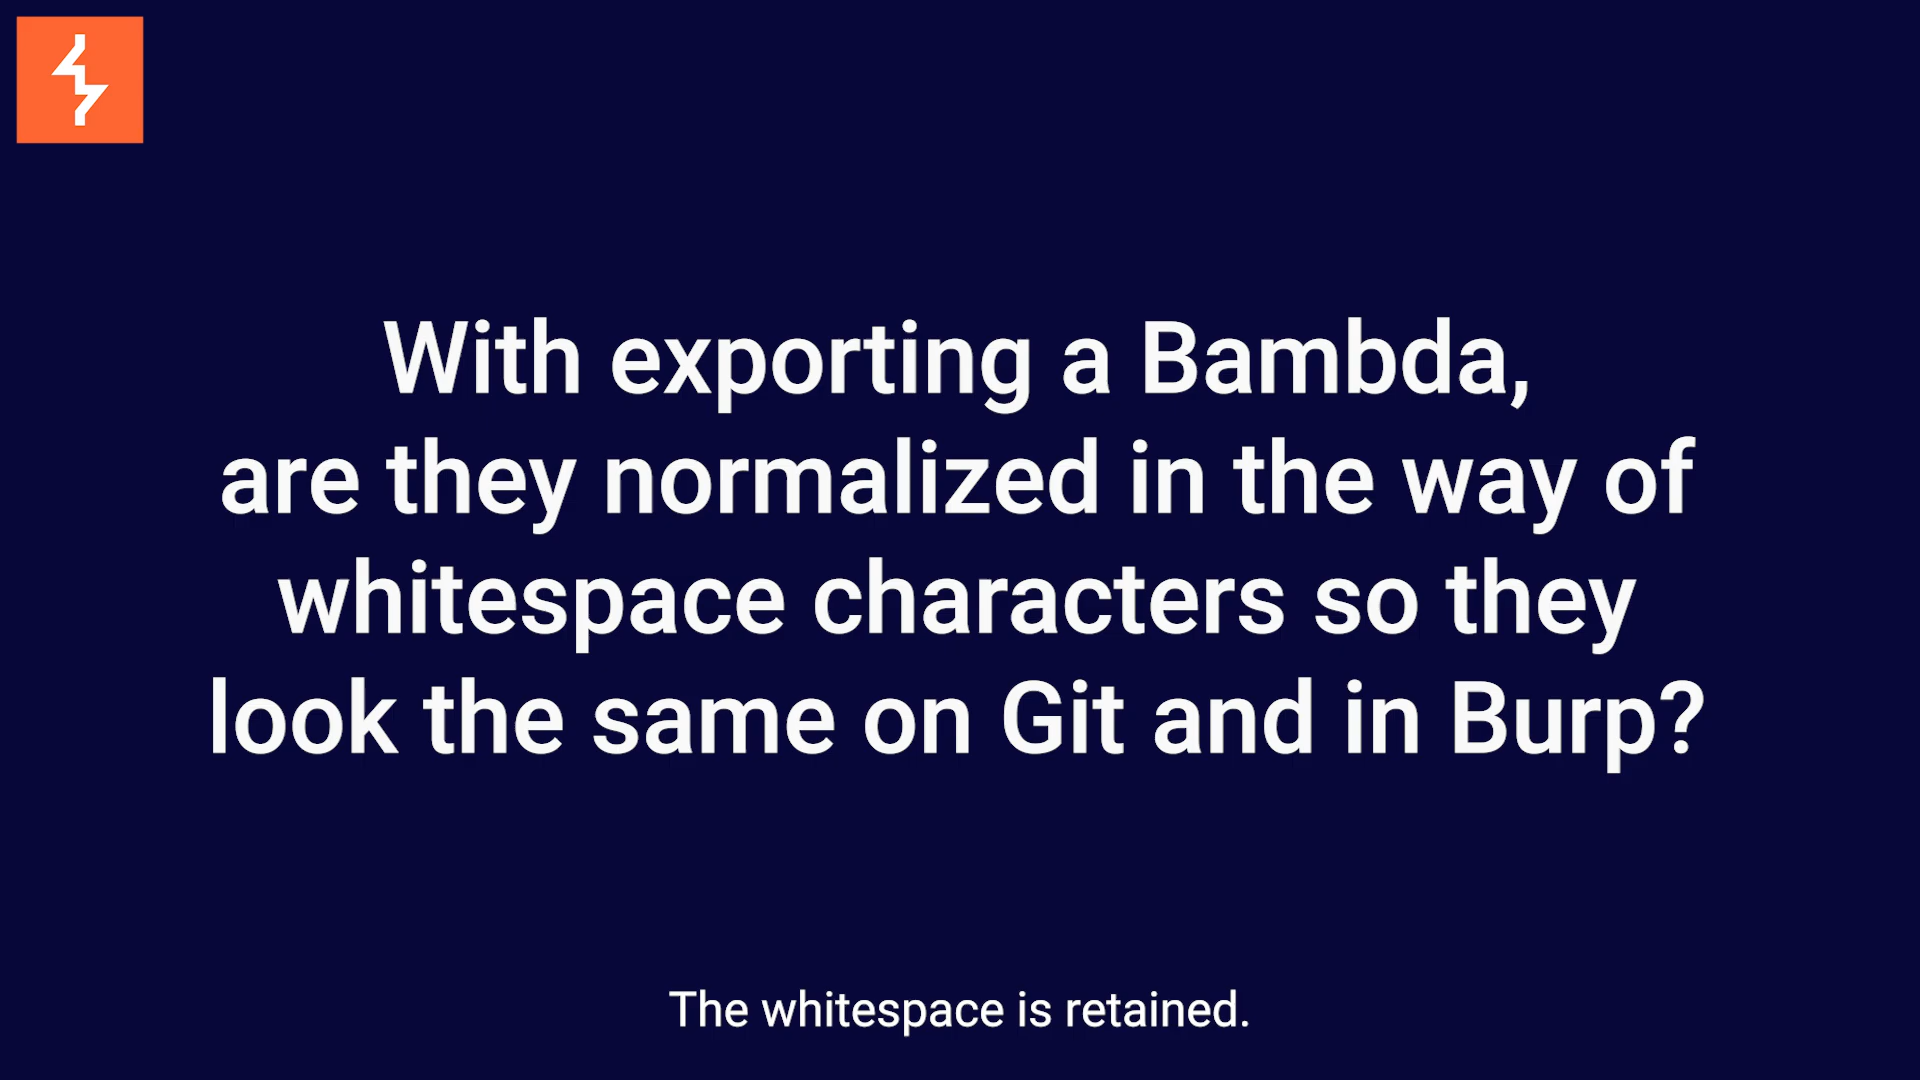 With exporting a Bambda,
are they normalized in the way of
whitespace characters so they
look the same on Git and in Burp?
The whitespace is retained.